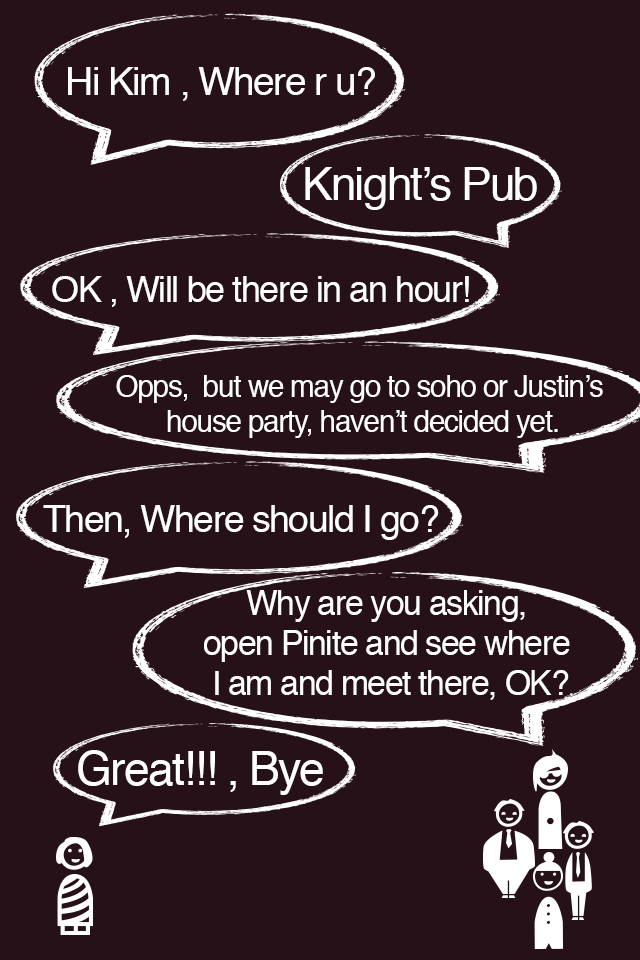 Hi Kim , Where r u?
Knight's Pub
OK , Will be there in an hour!
Opps,  but we may go to soho or Justin's
house party, haven't decided yet.
Then, Where should I go?
Why are you asking,
open Pinite and see where
I am and meet there, OK?
Great!!! , Bye